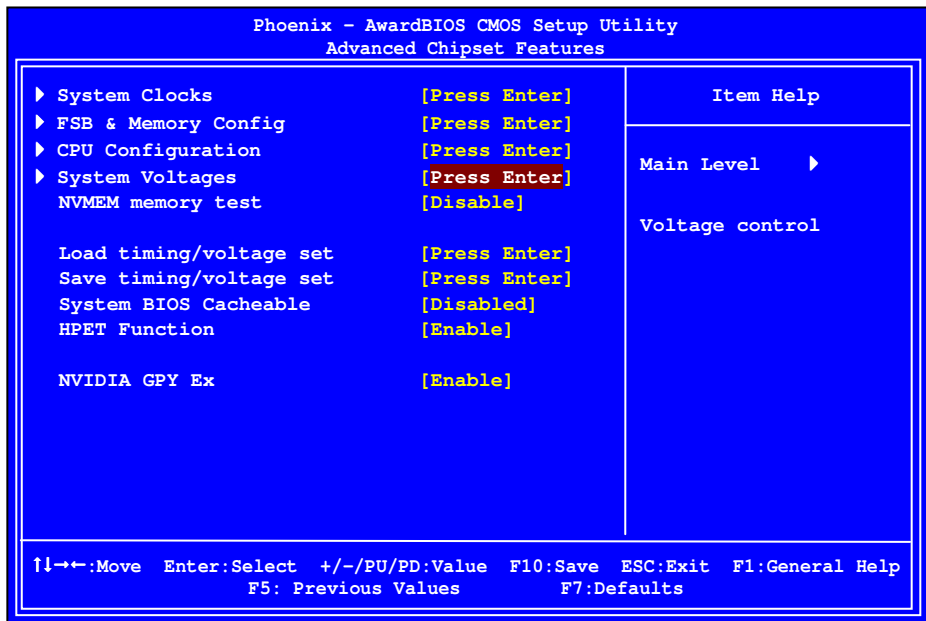 Phoenix – AwardBIOS CMOS Setup Utility
Advanced Chipset Features
System Clocks [Press Enter]
FSB & Memory Config [Press Enter]
CPU Configuration [Press Enter]
System Voltages [Press Enter]
NVMEM memory test [Disable]
Load timing/voltage set [Press Enter]
Save timing/voltage set [Press Enter]
System BIOS Cacheable [Disabled]
HPET Function [Enable]
NVIDIA GPY Ex [Enable]
Item Help
Main Level
Voltage control
↑↓→←:Move Enter:Select +/-/PU/PD:Value F10:Save ESC:Exit F1:General Help
F5: Previous Values F7:Defaults